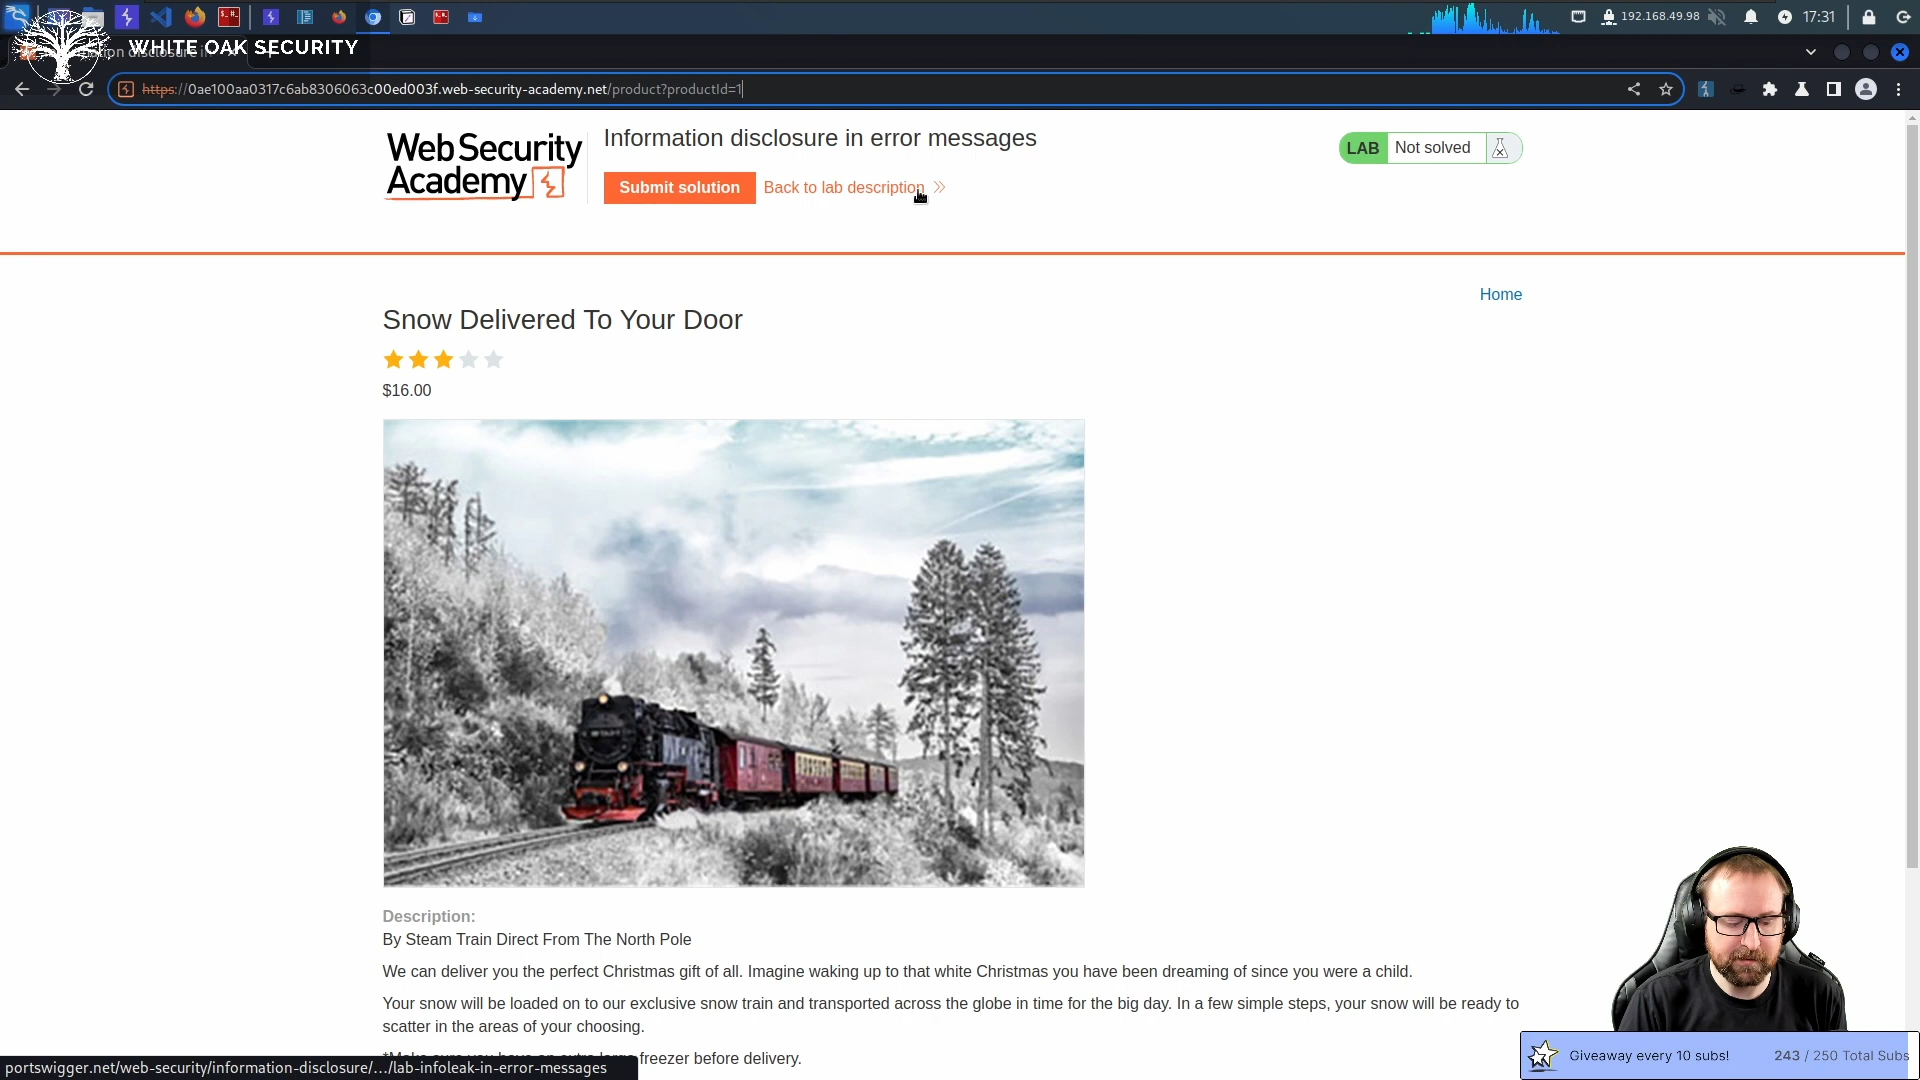 192.168.49.98
17:31
WHITE OAK SECURITY
https://0ae100aa0317c6ab8306063c00ed003f.web-security-academy.net/product?productId=1
Web Security
Academy
Information disclosure in error messages
Submit solution
Back to lab description
LAB
Not solved
Home
Snow Delivered To Your Door
$16.00
Description:
By Steam Train Direct From The North Pole
We can deliver you the perfect Christmas gift of all. Imagine waking up to that white Christmas you have been dreaming of since you were a child.
Your snow will be loaded on to our exclusive snow train and transported across the globe in time for the big day. In a few simple steps, your snow will be ready to
scatter in the areas of your choosing.
freezer before delivery.
portswigger.net/web-security/information-disclosure/…/lab-infoleak-in-error-messages
Giveaway every 10 subs!
243 / 250 Total Subs